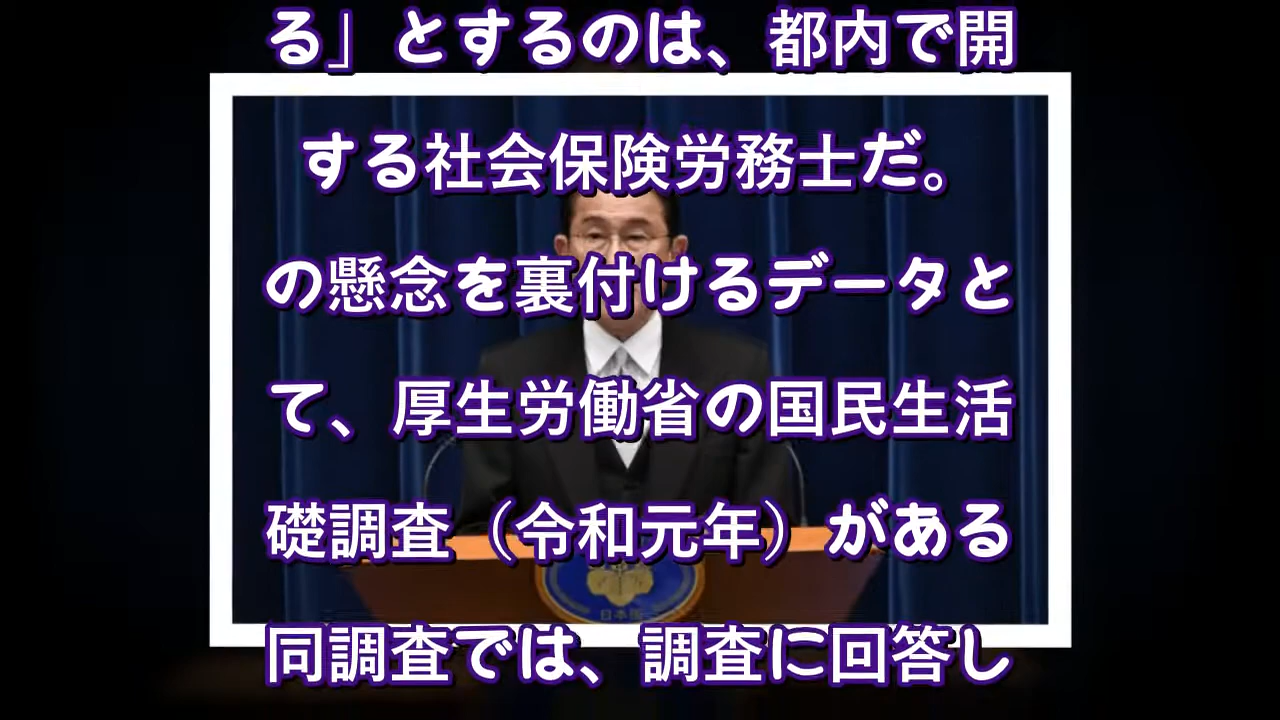 る」とするのは、都内で開
する社会保険労務士だ。
の懸念を裏付けるデータと
て、厚生労働省の国民生活
礎調査（令和元年）がある
同調査では、調査に回答し
日本国